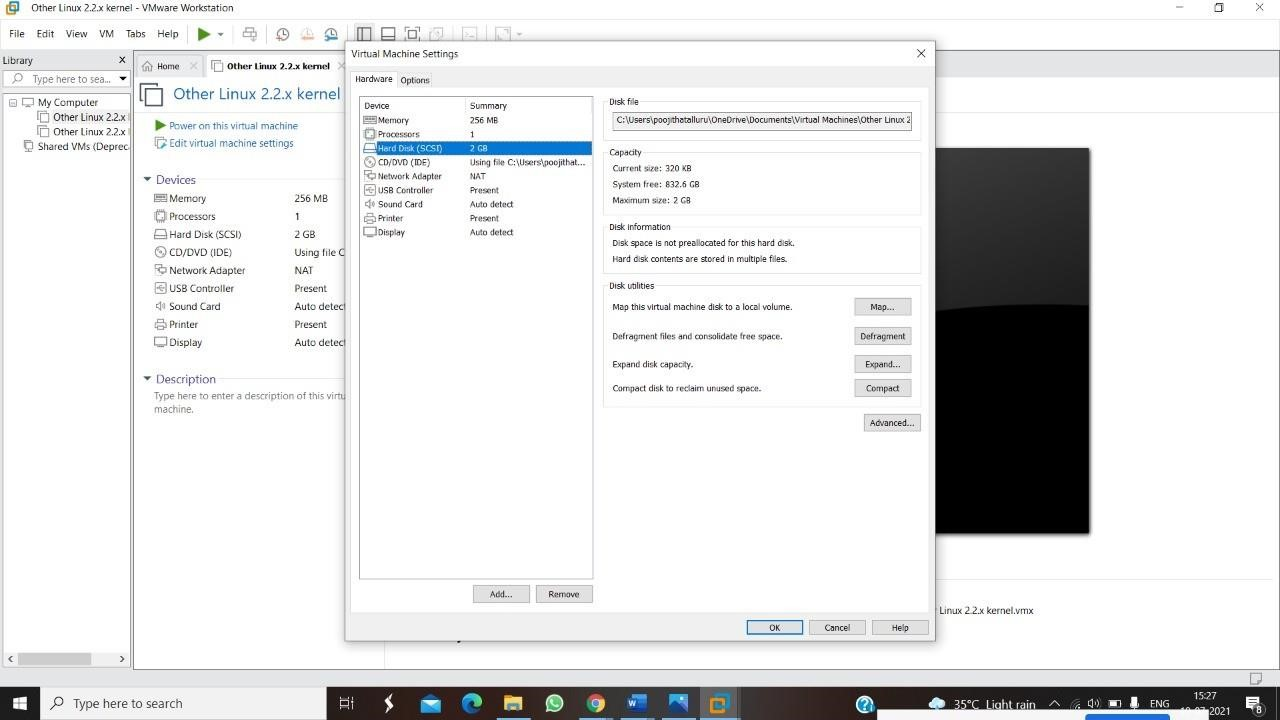 Other Linux 2.2.x kernel - VMware Workstation
File Edit View VM Tabs Help
Library
Type here to sea...
My Computer
Other Linux 2.2.x
Other Linux 2.2.x
Shared VMs (Deprec
Home
Other Linux 2.2.x kernel
Other Linux 2.2.x kernel
Power on this virtual machine
Edit virtual machine settings
Devices
Memory 256 MB
Processors 1
Hard Disk (SCSI) 2 GB
CD/DVD (IDE) Using file C
Network Adapter NAT
USB Controller Present
Sound Card Auto detect
Printer Present
Display Auto detect
Description
Type here to enter a description of this virtu
machine.
Virtual Machine Settings
Hardware Options
Device Summary
Memory 256 MB
Processors 1
Hard Disk (SCSI) 2 GB
CD/DVD (IDE) Using file C:\Users\poojithat...
Network Adapter NAT
USB Controller Present
Sound Card Auto detect
Printer Present
Display Auto detect
Add... Remove
Disk file
C:\Users\poojithatalluru\OneDrive\Documents\Virtual Machines\Other Linux 2
Capacity
Current size: 320 KB
System free: 832.6 GB
Maximum size: 2 GB
Disk information
Disk space is not preallocated for this hard disk.
Hard disk contents are stored in multiple files.
Disk utilities
Map this virtual machine disk to a local volume. Map...
Defragment files and consolidate free space. Defragment
Expand disk capacity. Expand...
Compact disk to reclaim unused space. Compact
Advanced...
OK Cancel Help
Linux 2.2.x kernel.vmx
Type here to search
35°C Light rain
ENG
15:27
2021
8